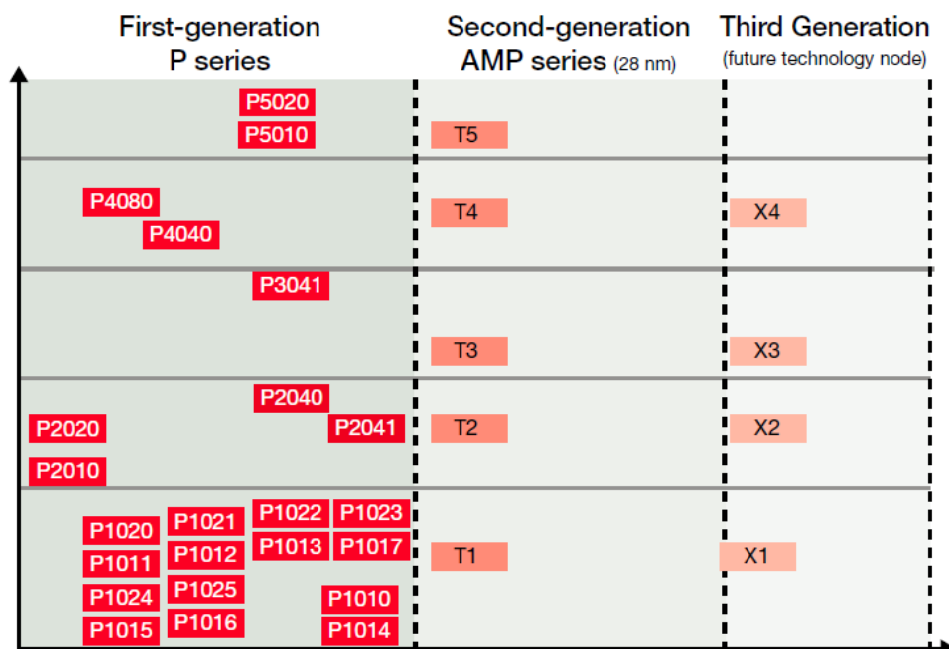 First-generation
P series
Second-generation
AMP series (28 nm)
Third Generation
(future technology node)
P5020
P5010
T5
P4080
P4040
T4
X4
P3041
T3
X3
P2040
P2020
P2041
T2
X2
P2010
P1020
P1021
P1022
P1023
P1011
P1012
P1013
P1017
T1
X1
P1024
P1025
P1010
P1015
P1016
P1014